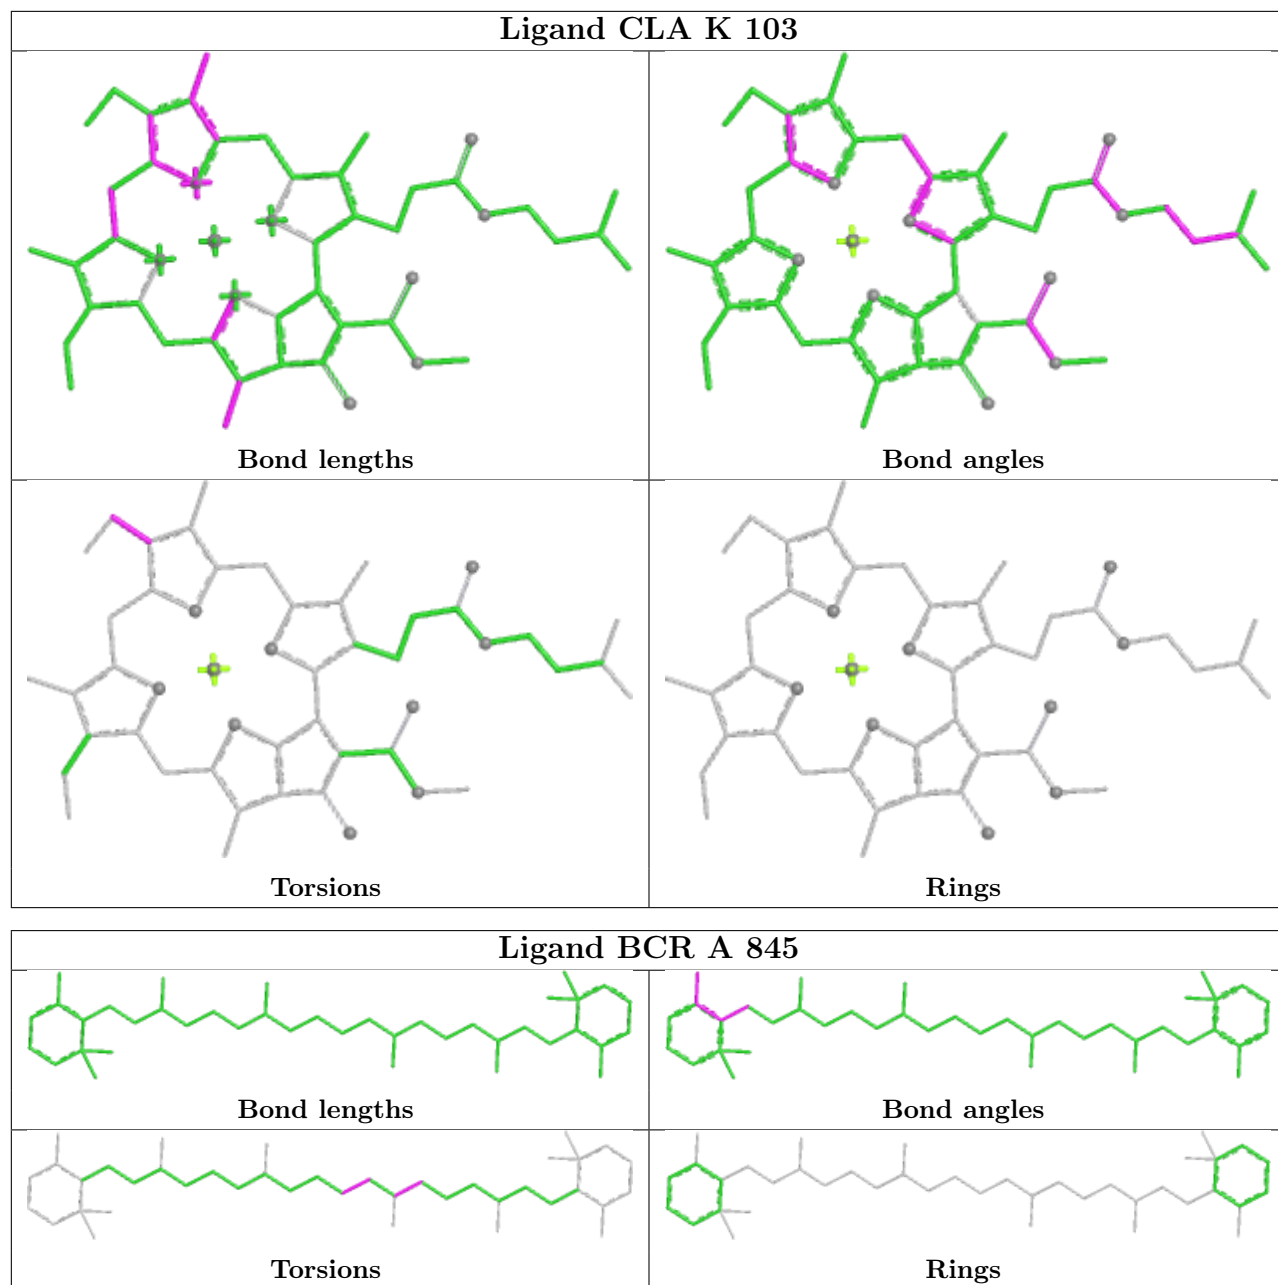 Ligand CLA K 103
Bond lengths
Bond angles
Torsions
Rings
Ligand BCR A 845
Bond lengths
Bond angles
Torsions
Rings